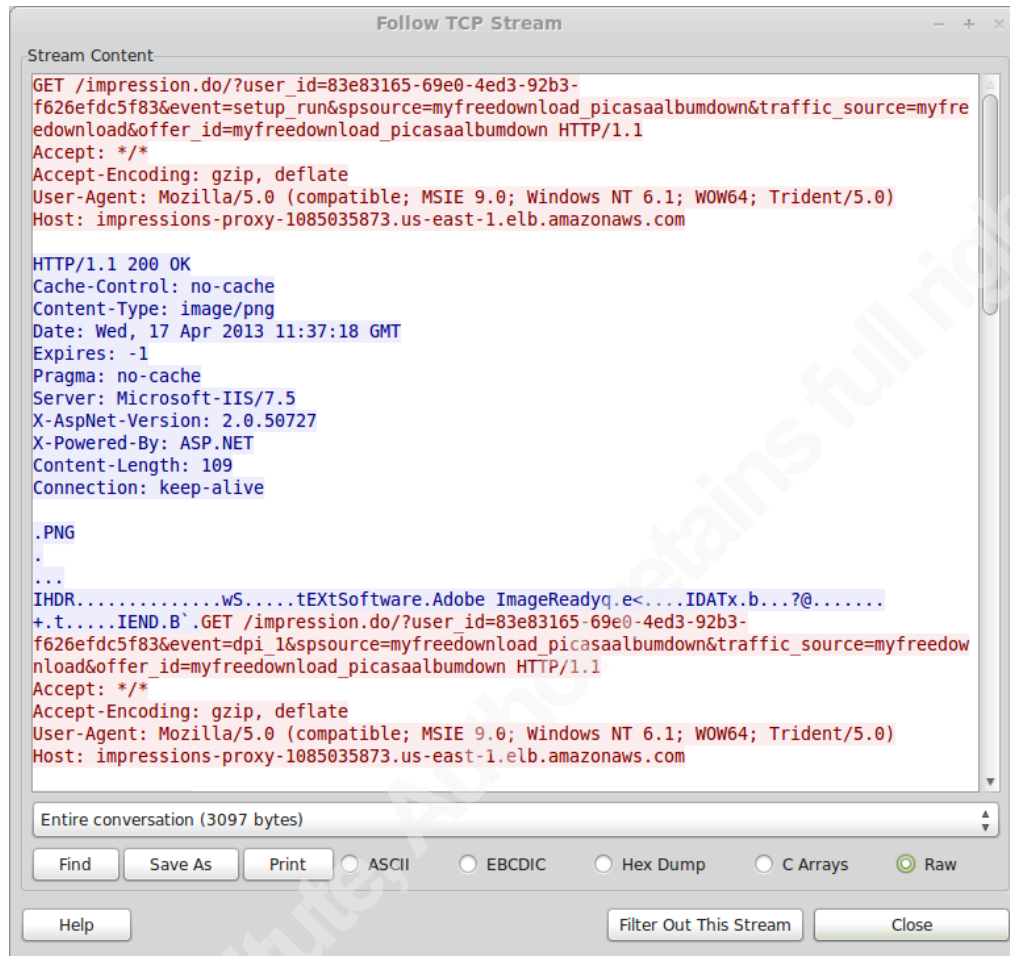 Follow TCP Stream
Stream Content
GET /impression.do/?user_id=83e83165-69e0-4ed3-92b3-
f626efdc5f83&event=setup_run&spsource=myfreedownload_picasaalbumdown&traffic_source=myfre
edownload&offer_id=myfreedownload_picasaalbumdown HTTP/1.1
Accept: */*
Accept-Encoding: gzip, deflate
User-Agent: Mozilla/5.0 (compatible; MSIE 9.0; Windows NT 6.1; WOW64; Trident/5.0)
Host: impressions-proxy-1085035873.us-east-1.elb.amazonaws.com
HTTP/1.1 200 OK
Cache-Control: no-cache
Content-Type: image/png
Date: Wed, 17 Apr 2013 11:37:18 GMT
Expires: -1
Pragma: no-cache
Server: Microsoft-IIS/7.5
X-AspNet-Version: 2.0.50727
X-Powered-By: ASP.NET
Content-Length: 109
Connection: keep-alive
.PNG
.
...
IHDR..............wS.....tEXtSoftware.Adobe ImageReadyq.e<....IDATx.b...?@.......
+.t.....IEND.B`.GET /impression.do/?user_id=83e83165-69e0-4ed3-92b3-
f626efdc5f83&event=dpi_1&spsource=myfreedownload_picasaalbumdown&traffic_source=myfreedow
nload&offer_id=myfreedownload_picasaalbumdown HTTP/1.1
Accept: */*
Accept-Encoding: gzip, deflate
User-Agent: Mozilla/5.0 (compatible; MSIE 9.0; Windows NT 6.1; WOW64; Trident/5.0)
Host: impressions-proxy-1085035873.us-east-1.elb.amazonaws.com
Entire conversation (3097 bytes)
Find Save As Print ASCII EBCDIC Hex Dump C Arrays Raw
Help Filter Out This Stream Close
tute, Author retains full righ